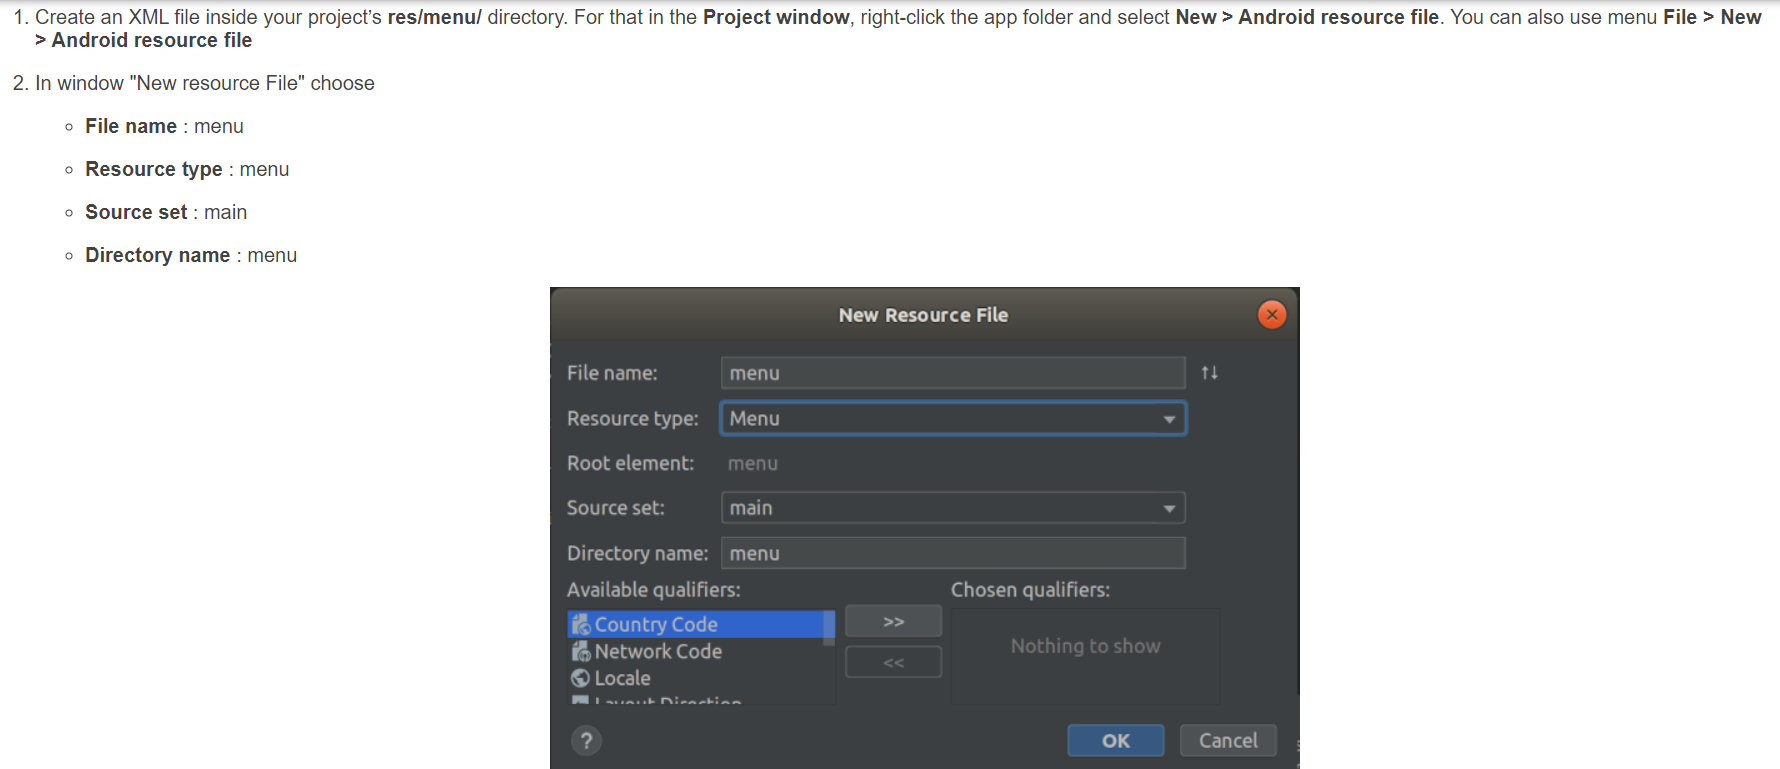 1. Create an XML file inside your project’s res/menu/ directory. For that in the Project window, right-click the app folder and select New > Android resource file. You can also use menu File > New
> Android resource file
2. In window "New resource File" choose
File name : menu
Resource type : menu
Source set : main
Directory name : menu
New Resource File
File name: menu
Resource type: Menu
Root element: menu
Source set: main
Directory name: menu
Available qualifiers: Chosen qualifiers:
Country Code >>
Nothing to show
Network Code <<
Locale
Layout Direction
? OK Cancel